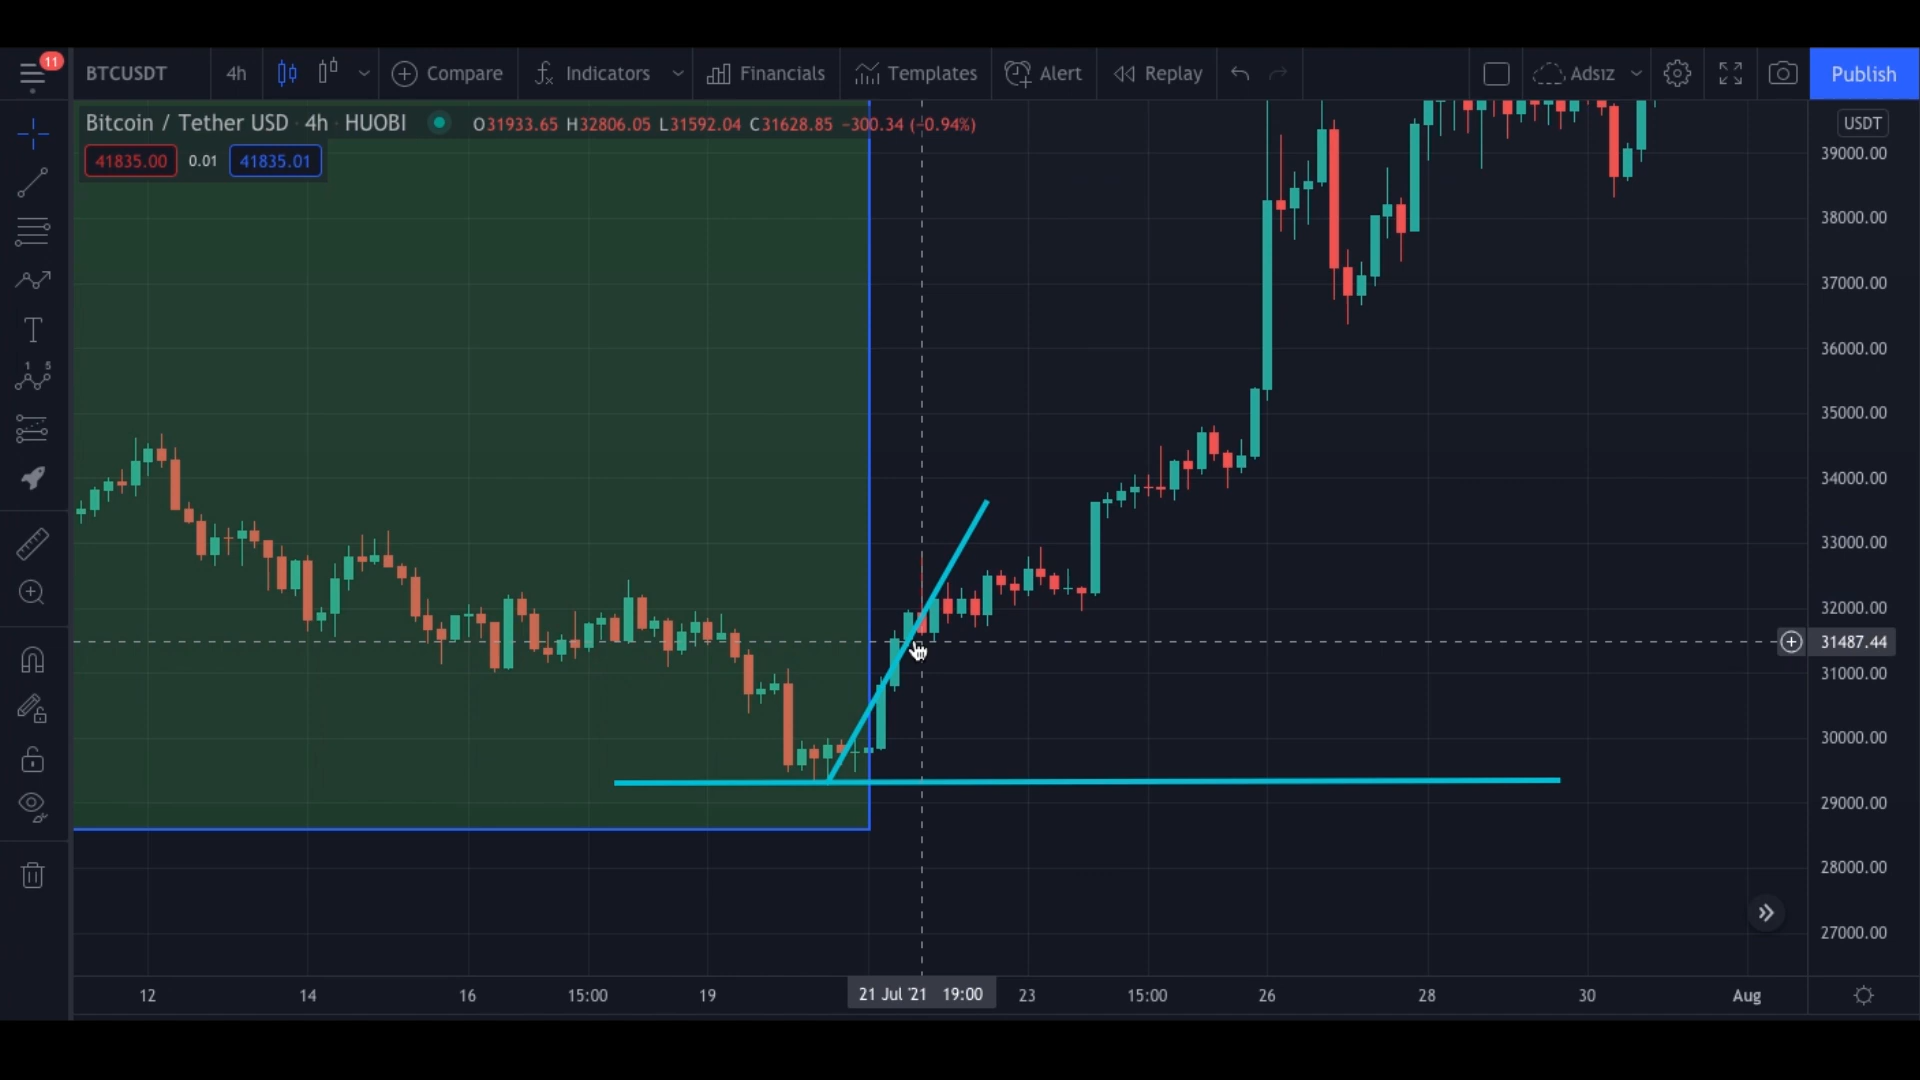 11 BTCUSDT 4h Compare Indicators Financials Templates Alert Replay Adsız Publish
Bitcoin / Tether USD 4h HUOBI O31933.65 H32806.05 L31592.04 C31628.85 −300.34 (−0.94%)
USDT
41835.00 0.01 41835.01
39000.00
38000.00
37000.00
T
36000.00
1 5
35000.00
34000.00
33000.00
32000.00
31487.44
31000.00
30000.00
29000.00
28000.00
27000.00
12 14 16 15:00 19 21 Jul '21 19:00 23 15:00 26 28 30 Aug